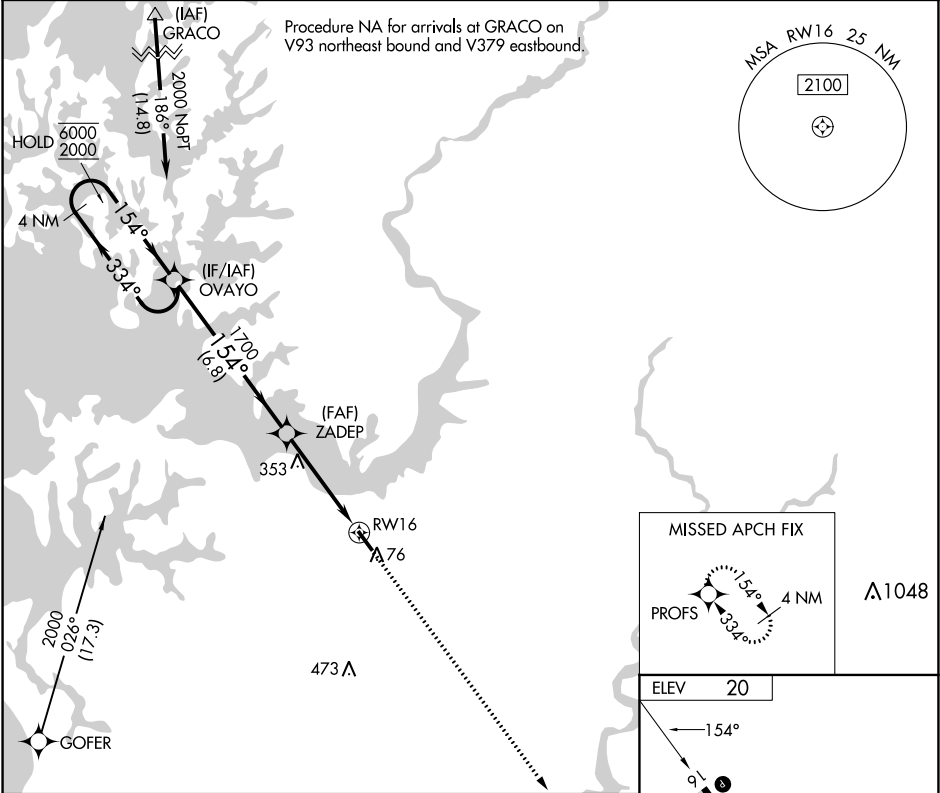 (IAF)
GRACO
Procedure NA for arrivals at GRACO on
V93 northeast bound and V379 eastbound.
MSA RW16 25 NM
2100
2000 NoPT
186°
(14.8)
HOLD
6000
2000
4 NM
154°
334°
(IF/IAF)
OVAYO
1700
154°
(6.8)
(FAF)
ZADEP
353
RW16
76
473
2000
026°
(17.3)
GOFER
MISSED APCH FIX
154°
4 NM
PROFS
334°
1048
ELEV 20
154°
16
P